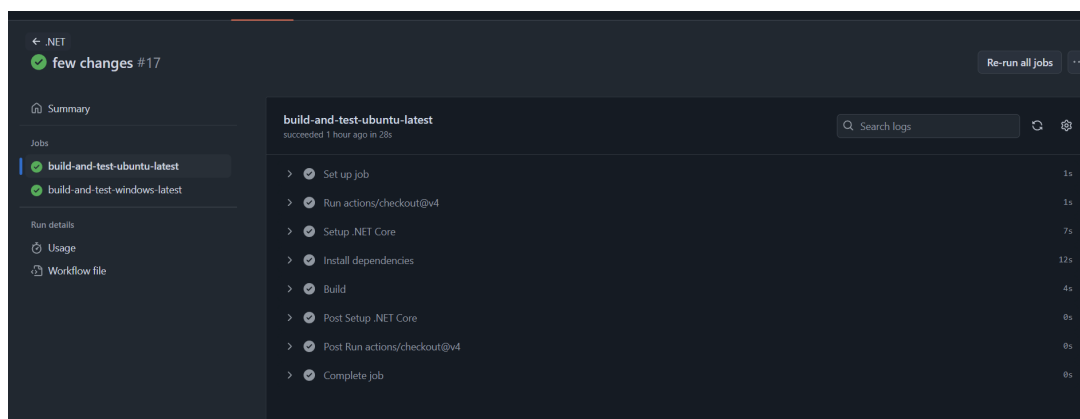 ← .NET
few changes #17
Re-run all jobs
Summary
Jobs
build-and-test-ubuntu-latest
build-and-test-windows-latest
Run details
Usage
Workflow file
build-and-test-ubuntu-latest
succeeded 1 hour ago in 28s
Search logs
Set up job 1s
Run actions/checkout@v4 1s
Setup .NET Core 7s
Install dependencies 12s
Build 4s
Post Setup .NET Core 0s
Post Run actions/checkout@v4 0s
Complete job 0s